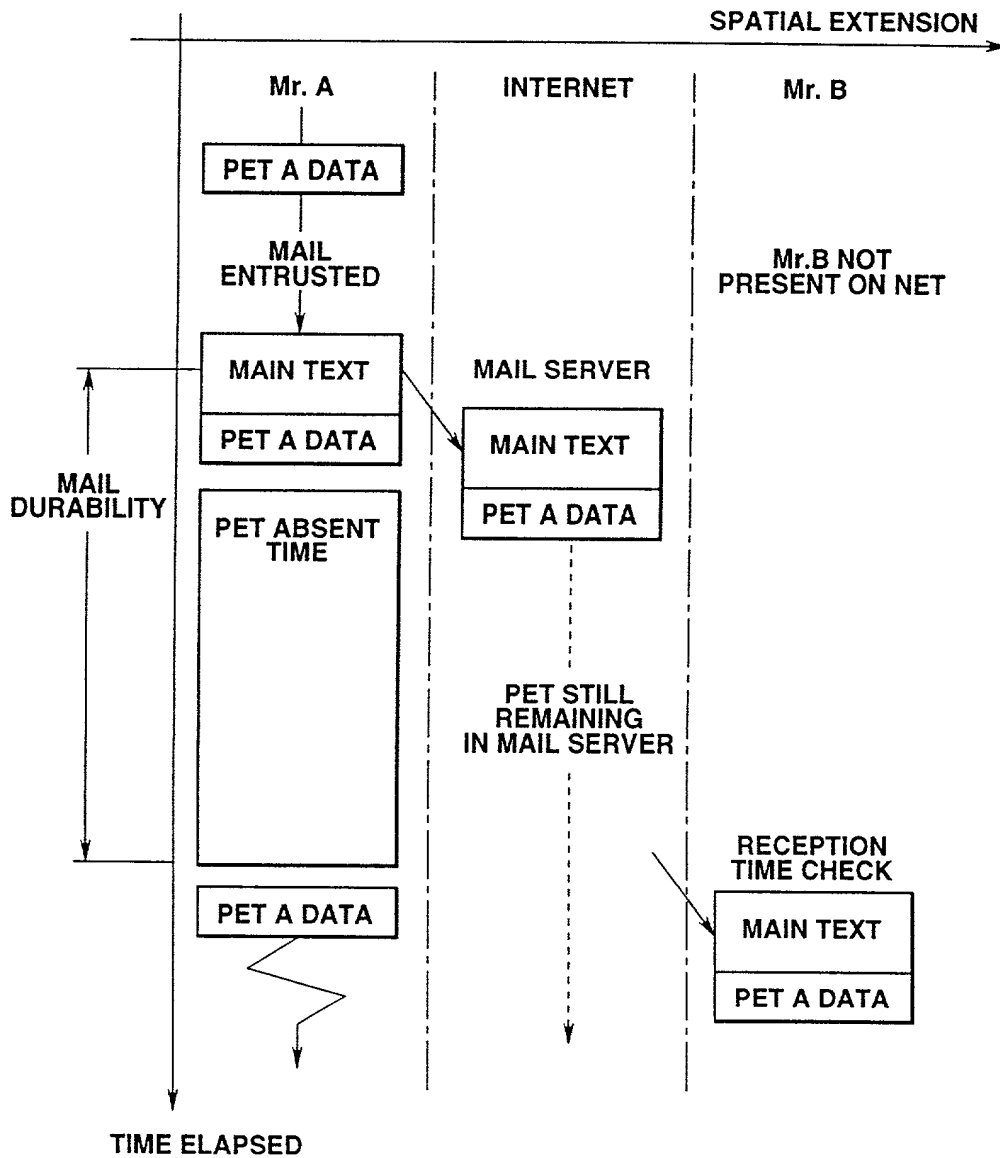 SPATIAL EXTENSION
Mr. A
INTERNET
Mr. B
PET A DATA
MAIL
ENTRUSTED
Mr.B NOT
PRESENT ON NET
MAIN TEXT
PET A DATA
MAIL SERVER
MAIN TEXT
PET A DATA
MAIL
DURABILITY
PET ABSENT
TIME
PET STILL
REMAINING
IN MAIL SERVER
RECEPTION
TIME CHECK
MAIN TEXT
PET A DATA
PET A DATA
TIME ELAPSED